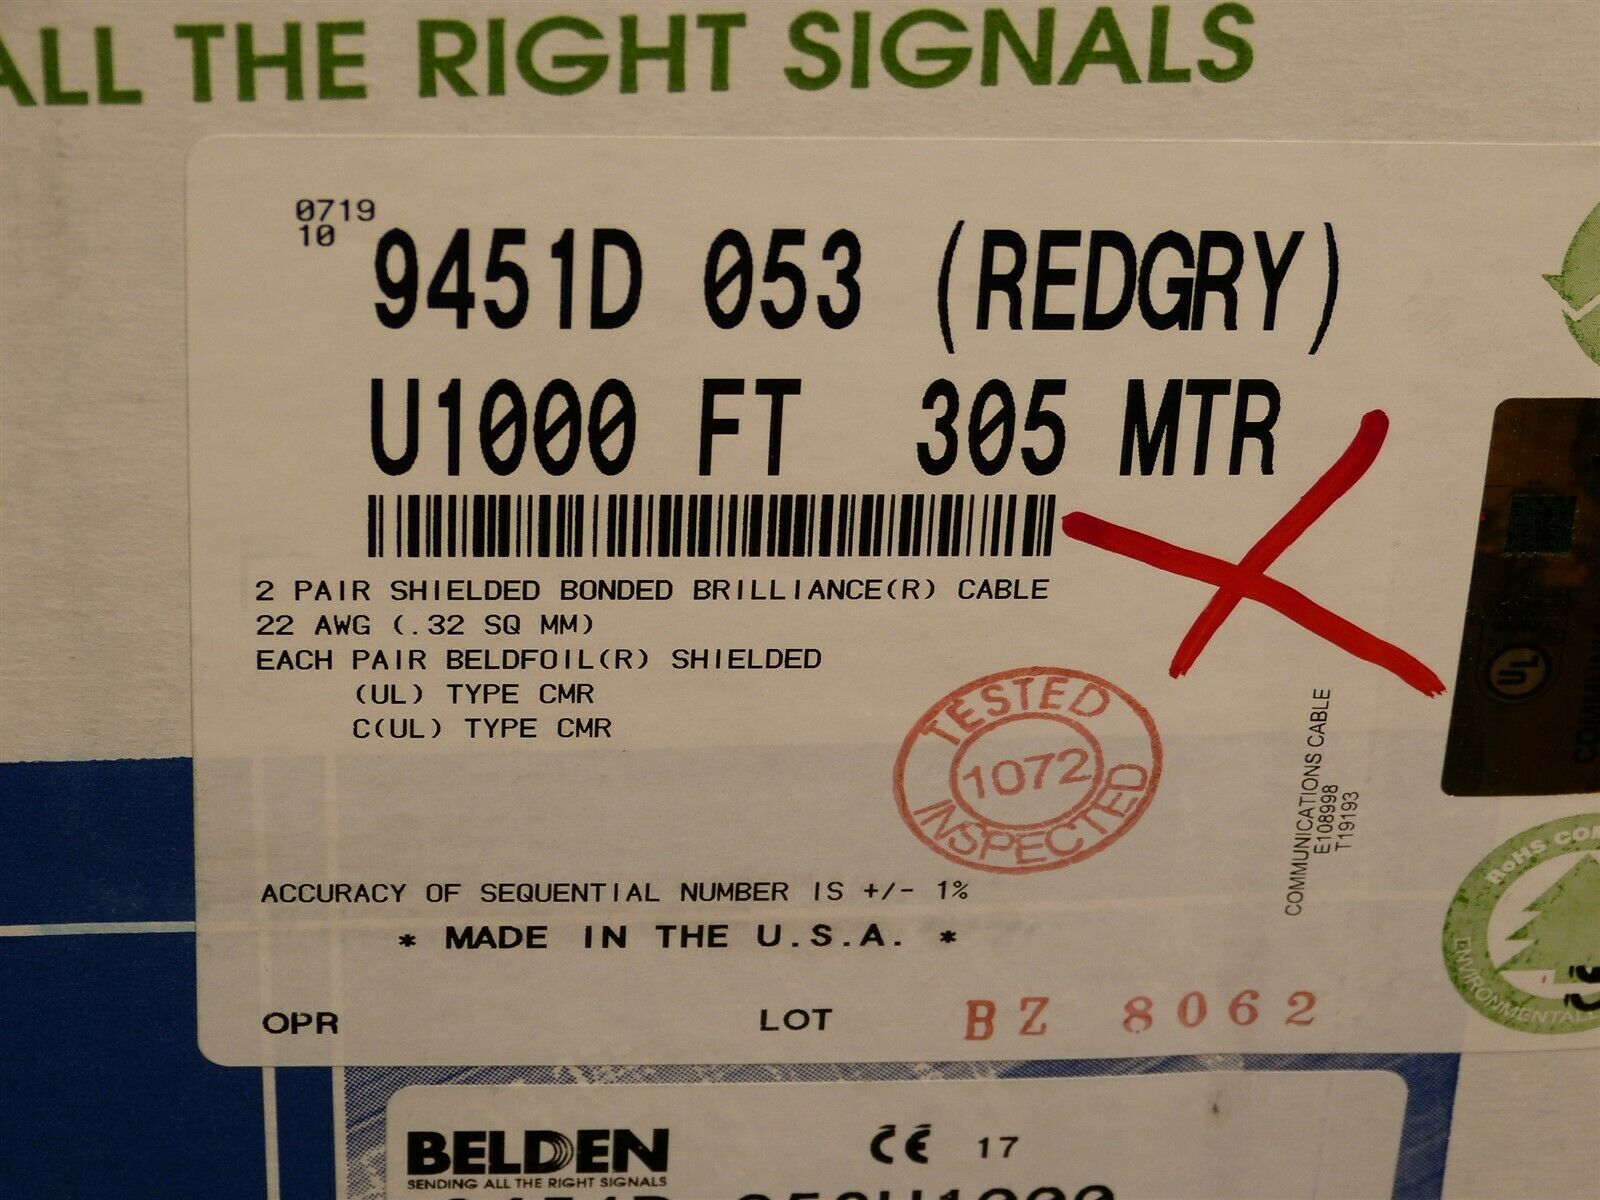 ALL THE RIGHT SIGNALS
0719
10
9451D 053 (REDGRY)
U1000 FT 305 MTR
2 PAIR SHIELDED BONDED BRILLIANCE(R) CABLE
22 AWG (.32 SQ MM)
EACH PAIR BELDFOIL(R) SHIELDED
(UL) TYPE CMR
C(UL) TYPE CMR
TESTED
1072
INSPECTED
COMMUNICATIONS CABLE
E108998
T19193
UL
RoHS
ACCURACY OF SEQUENTIAL NUMBER IS +/- 1%
* MADE IN THE U.S.A. *
OPR LOT BZ 8062
BELDEN
SENDING ALL THE RIGHT SIGNALS
CE 17